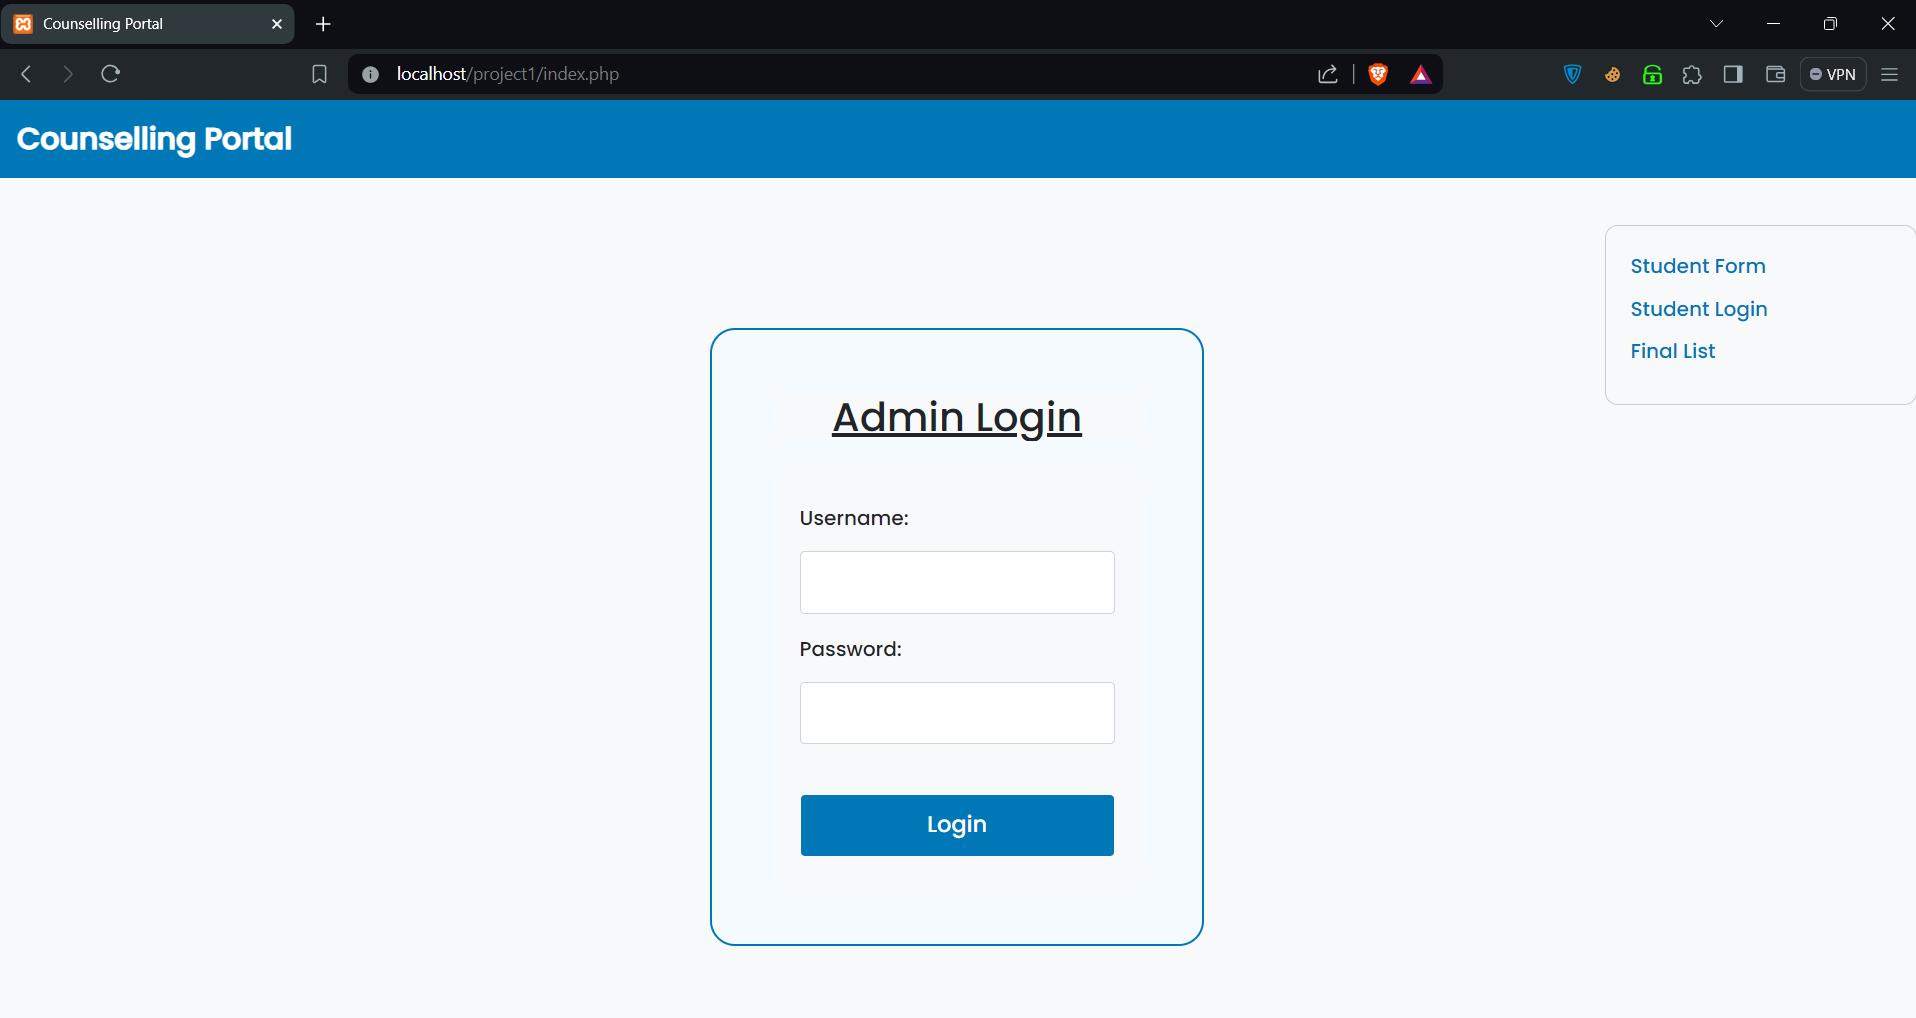 Counselling Portal
localhost/project1/index.php
VPN
Counselling Portal
Student Form
Student Login
Final List
Admin Login
Username:
Password:
Login